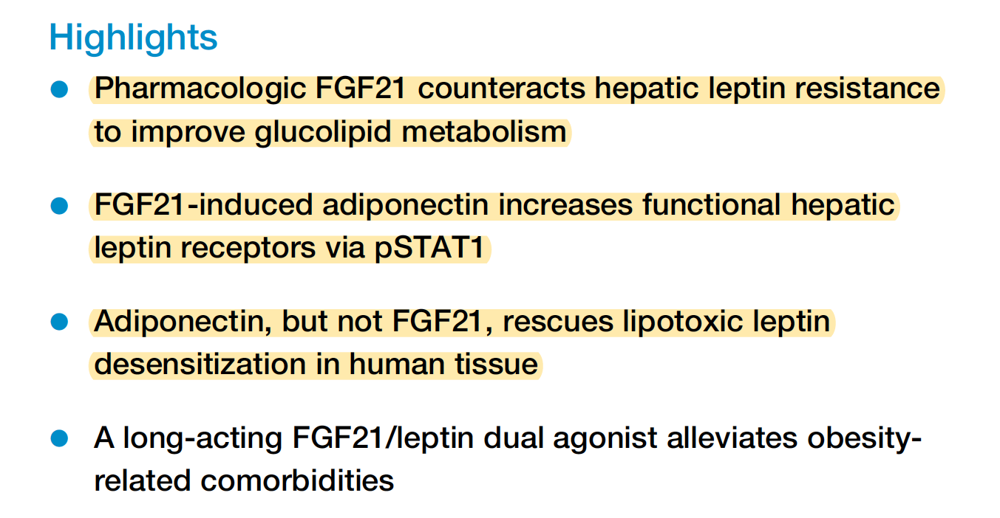 Highlights
Pharmacologic FGF21 counteracts hepatic leptin resistance
to improve glucolipid metabolism
FGF21-induced adiponectin increases functional hepatic
leptin receptors via pSTAT1
Adiponectin, but not FGF21, rescues lipotoxic leptin
desensitization in human tissue
A long-acting FGF21/leptin dual agonist alleviates obesity-
related comorbidities